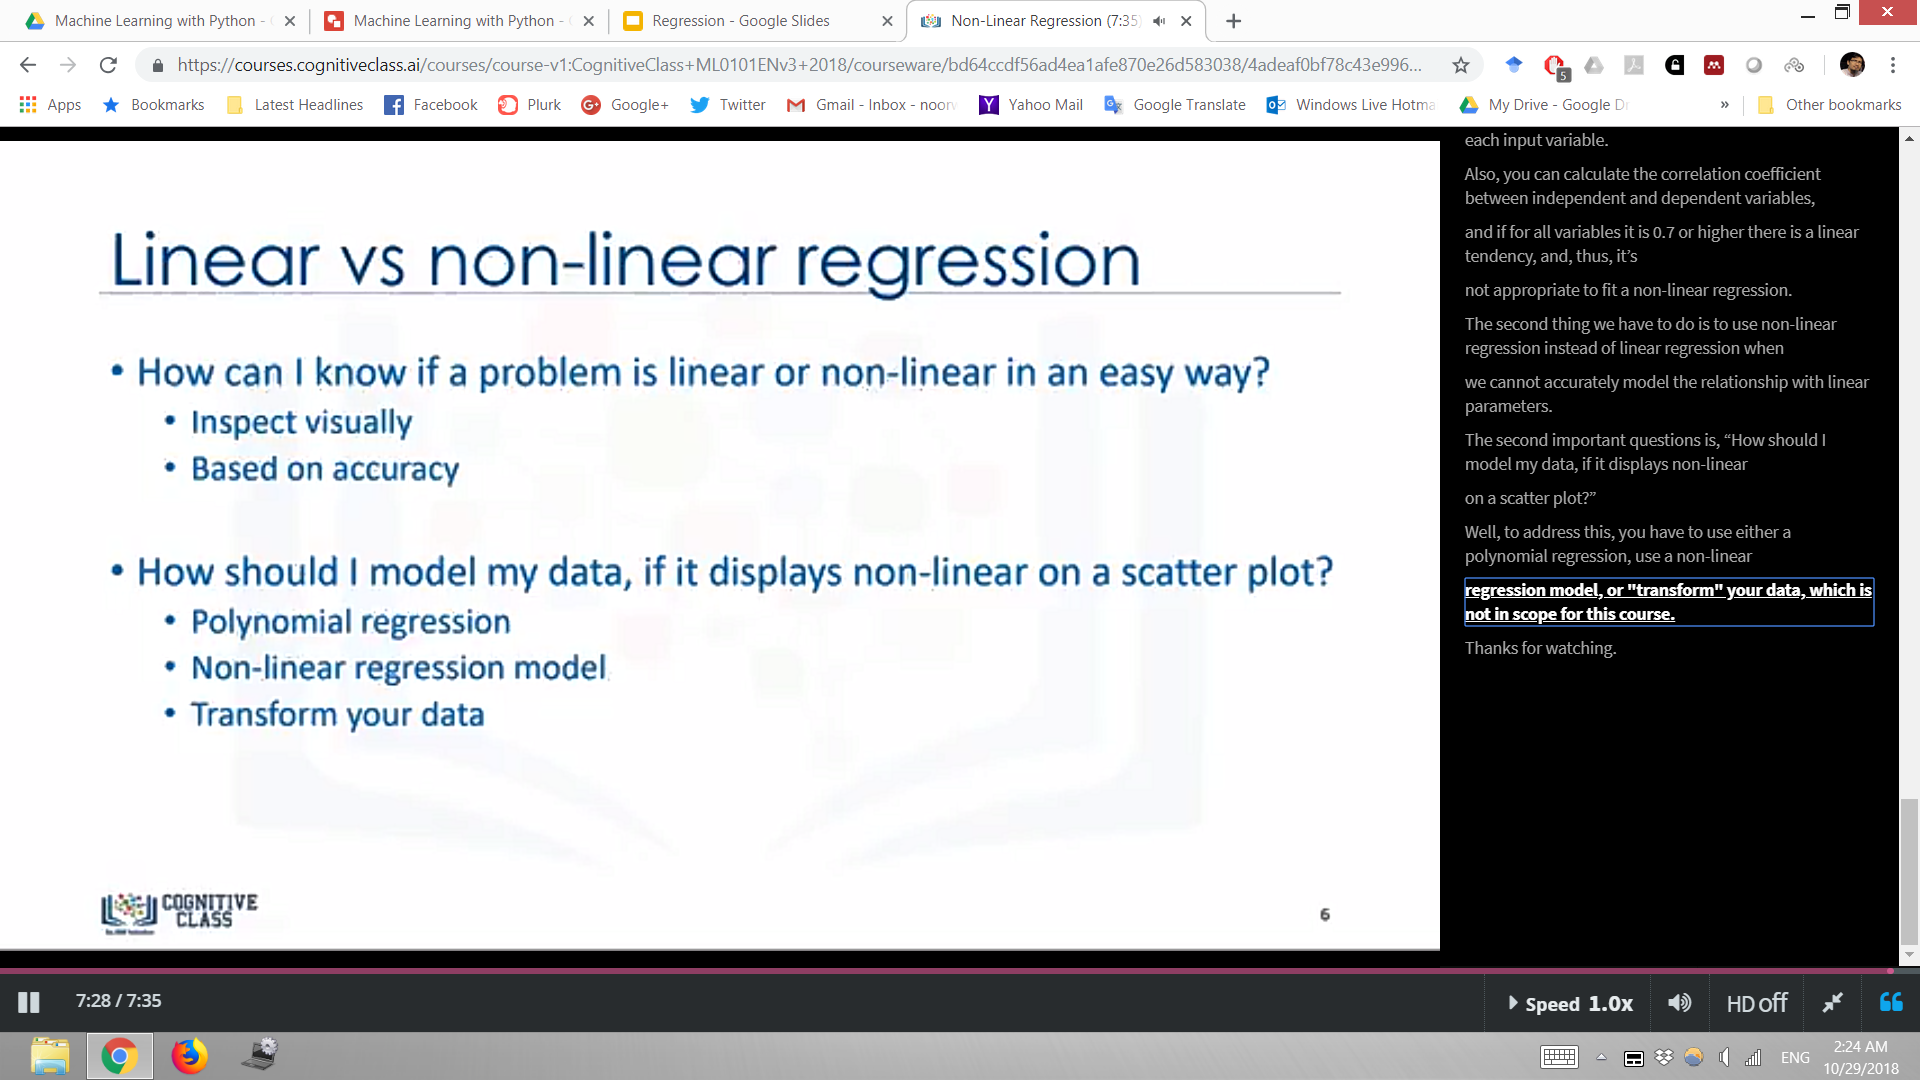 Machine Learning with Python -
Machine Learning with Python -
Regression - Google Slides
Non-Linear Regression (7:35)
https://courses.cognitiveclass.ai/courses/course-v1:CognitiveClass+ML0101ENv3+2018/courseware/bd64ccdf56ad4ea1afe870e26d583038/4adeaf0bf78c43e996...
5
Apps
Bookmarks
Latest Headlines
Facebook
Plurk
Google+
Twitter
Gmail - Inbox - noor
Yahoo Mail
Google Translate
Windows Live Hotma
My Drive - Google Dr
»
Other bookmarks
Linear vs non-linear regression
• How can I know if a problem is linear or non-linear in an easy way?
• Inspect visually
• Based on accuracy
• How should I model my data, if it displays non-linear on a scatter plot?
• Polynomial regression
• Non-linear regression model
• Transform your data
COGNITIVE
CLASS
6
each input variable.
Also, you can calculate the correlation coefficient
between independent and dependent variables,
and if for all variables it is 0.7 or higher there is a linear
tendency, and, thus, it’s
not appropriate to fit a non-linear regression.
The second thing we have to do is to use non-linear
regression instead of linear regression when
we cannot accurately model the relationship with linear
parameters.
The second important questions is, “How should I
model my data, if it displays non-linear
on a scatter plot?”
Well, to address this, you have to use either a
polynomial regression, use a non-linear
regression model, or "transform" your data, which is
not in scope for this course.
Thanks for watching.
7:28 / 7:35
Speed 1.0x
HD off
ENG
2:24 AM
10/29/2018